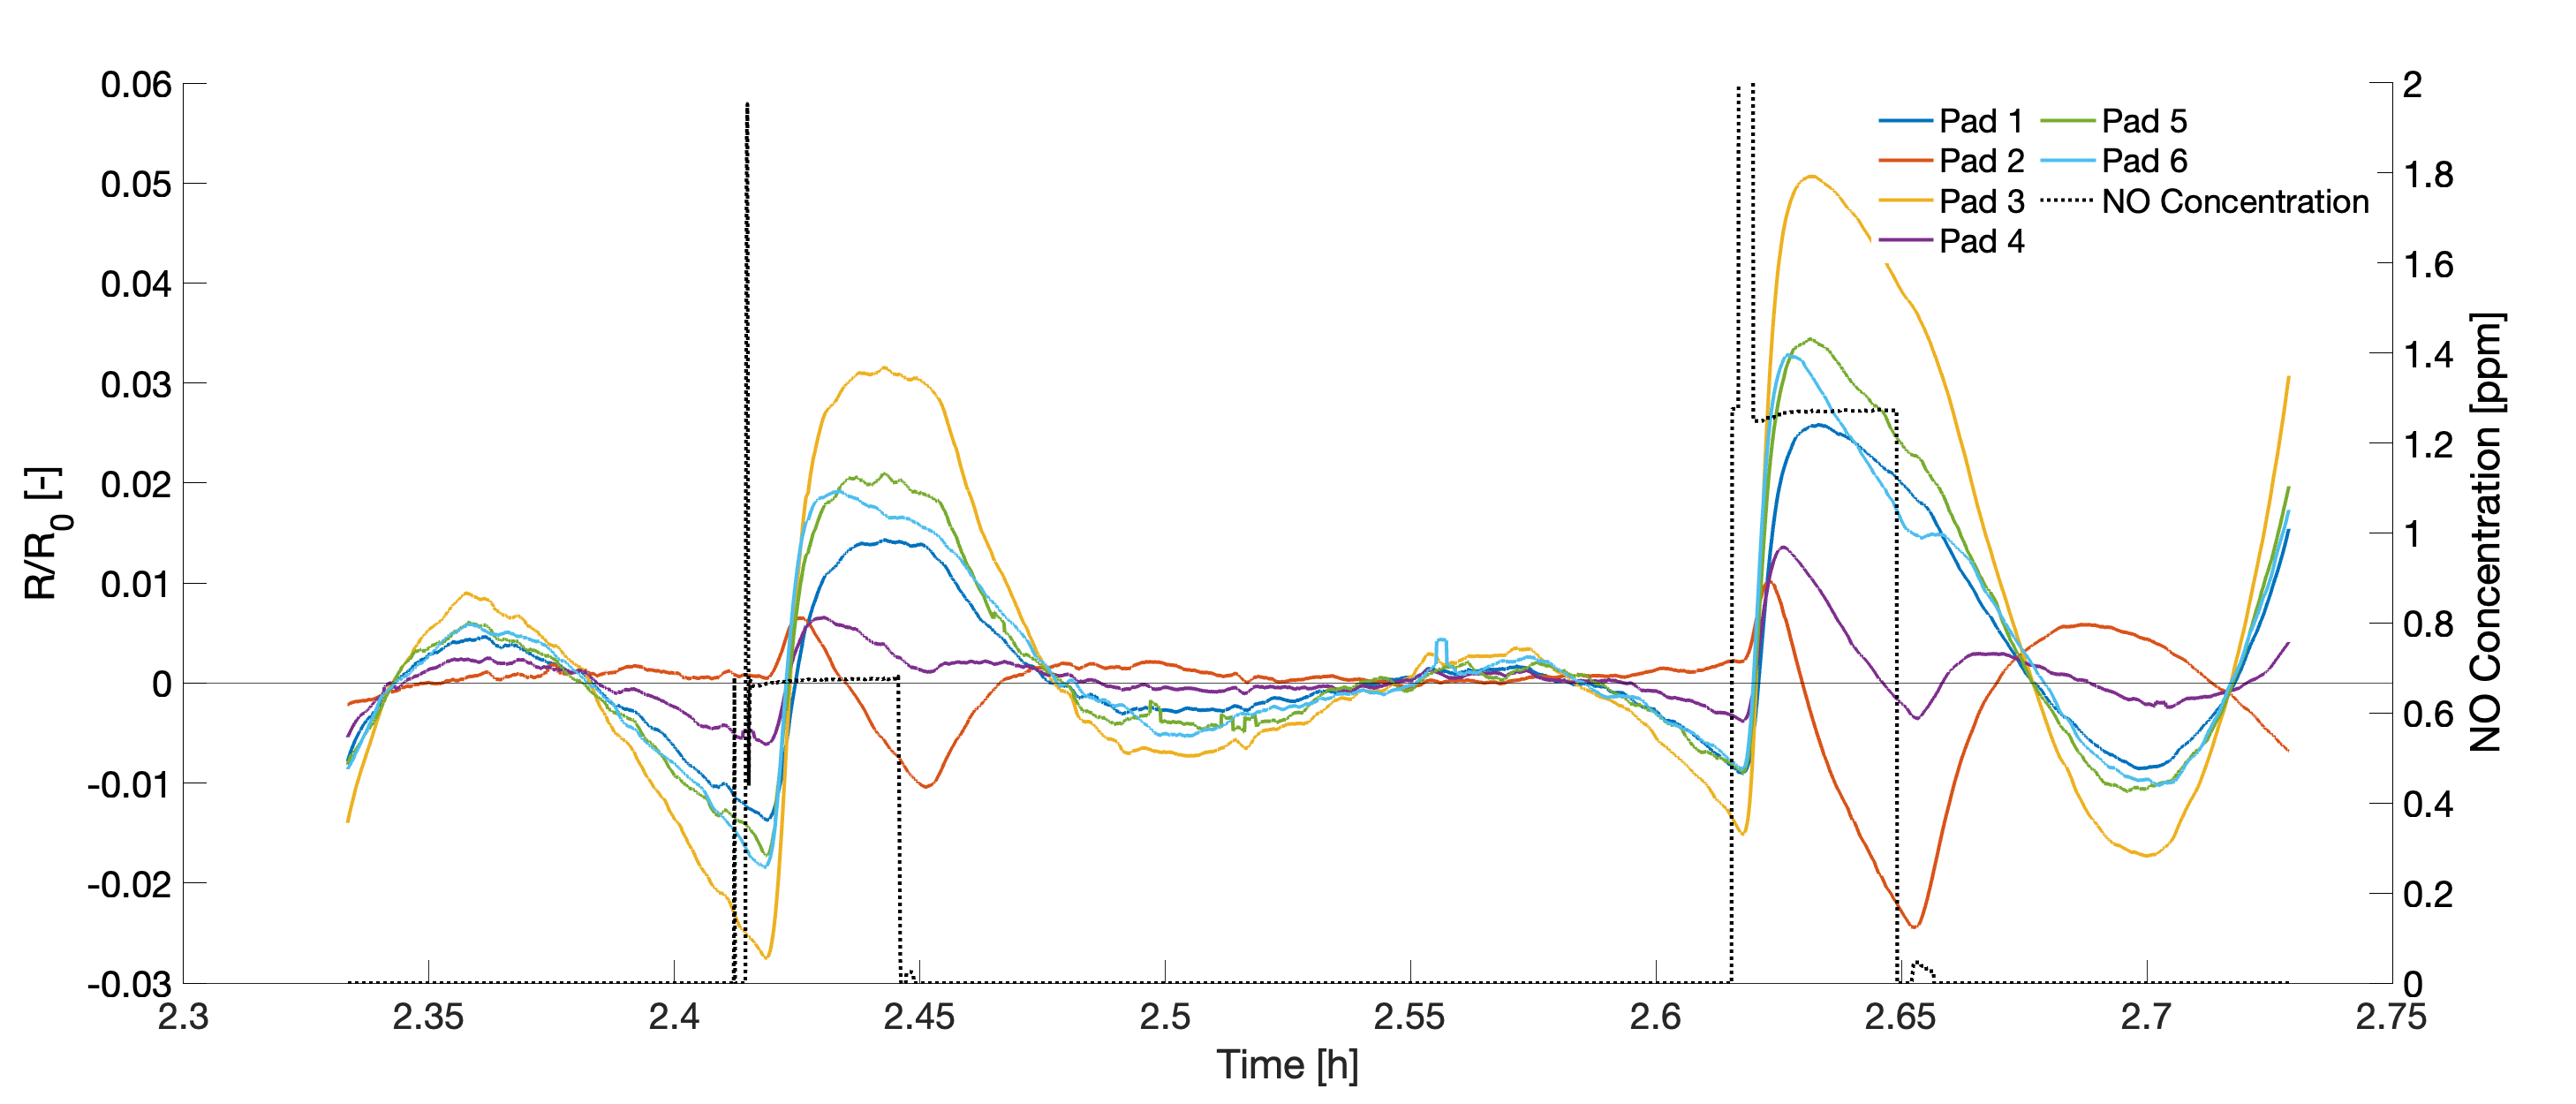 0.06
0.05
0.04
0.03
0.02
0.01
0
-0.01
-0.02
-0.03
R/R0 [-]
2.3 2.35 2.4 2.45 2.5 2.55 2.6 2.65 2.7 2.75
Time [h]
2
1.8
1.6
1.4
1.2
1
0.8
0.6
0.4
0.2
0
NO Concentration [ppm]
Pad 1 Pad 5
Pad 2 Pad 6
Pad 3 NO Concentration
Pad 4